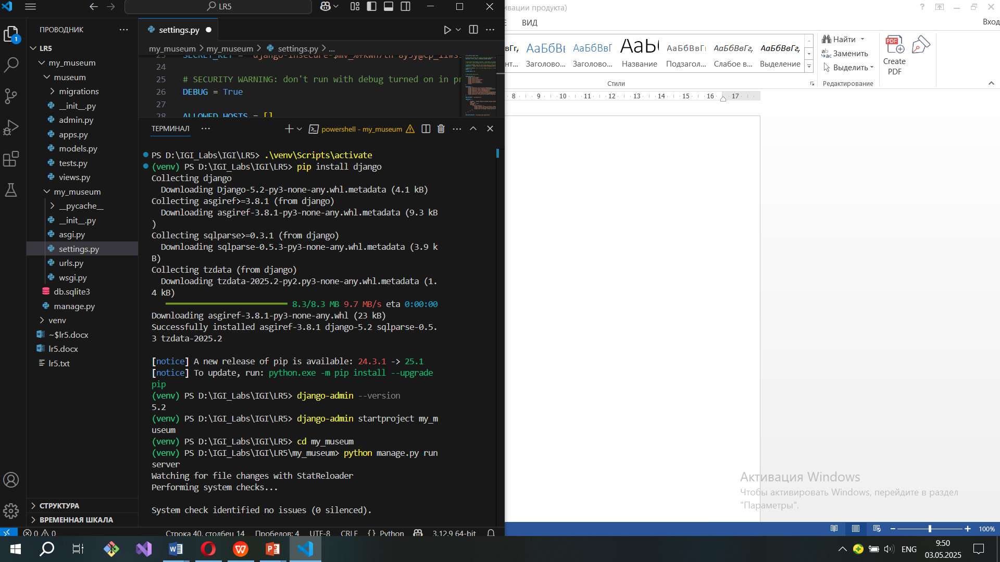 LR5
ПРОВОДНИК
LR5
my_museum
museum
migrations
__init__.py
admin.py
apps.py
models.py
tests.py
views.py
my_museum
__pycache__
__init__.py
asgi.py
settings.py
urls.py
wsgi.py
db.sqlite3
manage.py
venv
~$lr5.docx
lr5.docx
lr5.txt
СТРУКТУРА
ВРЕМЕННАЯ ШКАЛА
settings.py
my_museum > my_museum > settings.py > ...
24
25 # SECURITY WARNING: don't run with debug turned on in pr
26 DEBUG = True
27
28 ALLOWED_HOSTS = []
ТЕРМИНАЛ
powershell - my_museum
PS D:\IGI_Labs\IGI\LR5> .\venv\Scripts\activate
(venv) PS D:\IGI_Labs\IGI\LR5> pip install django
Collecting django
Downloading Django-5.2-py3-none-any.whl.metadata (4.1 kB)
Collecting asgiref>=3.8.1 (from django)
Downloading asgiref-3.8.1-py3-none-any.whl.metadata (9.3 kB
)
Collecting sqlparse>=0.3.1 (from django)
Downloading sqlparse-0.5.3-py3-none-any.whl.metadata (3.9 k
B)
Collecting tzdata (from django)
Downloading tzdata-2025.2-py2.py3-none-any.whl.metadata (1.
4 kB)
8.3/8.3 MB 9.7 MB/s eta 0:00:00
Downloading asgiref-3.8.1-py3-none-any.whl (23 kB)
Successfully installed asgiref-3.8.1 django-5.2 sqlparse-0.5.
3 tzdata-2025.2
[notice] A new release of pip is available: 24.3.1 -> 25.1
[notice] To update, run: python.exe -m pip install --upgrade
pip
(venv) PS D:\IGI_Labs\IGI\LR5> django-admin --version
5.2
(venv) PS D:\IGI_Labs\IGI\LR5> django-admin startproject my_m
useum
(venv) PS D:\IGI_Labs\IGI\LR5> cd my_museum
(venv) PS D:\IGI_Labs\IGI\LR5\my_museum> python manage.py run
server
Watching for file changes with StatReloader
Performing system checks...
System check identified no issues (0 silenced).
0 0 Строка 40, столбец 14 Пробелов: 4 UTF-8 CRLF {} Python 3.12.9 64-bit
вации продукта)
ВИД
Вход
АаБбВ АаБбВвГ АаБ АаБбВвГ АаБбВвГг, АаБбВвГг,
Заголово... Заголово... Название Подзагол... Слабое в... Выделение
Стили
Найти
Заменить
Выделить
Редактирование
Create
PDF
8 9 10 11 12 13 14 15 16 17
Активация Windows
Чтобы активировать Windows, перейдите в раздел
"Параметры".
100%
ENG
9:50
03.05.2025